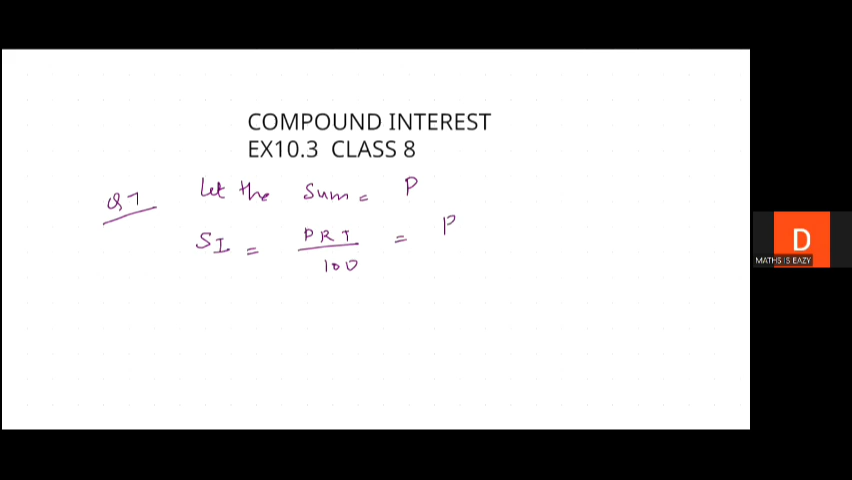 COMPOUND INTEREST
EX10.3 CLASS 8
Q7 Let the Sum = P
SI = PRT/100 = P
D
MATHS IS EAZY